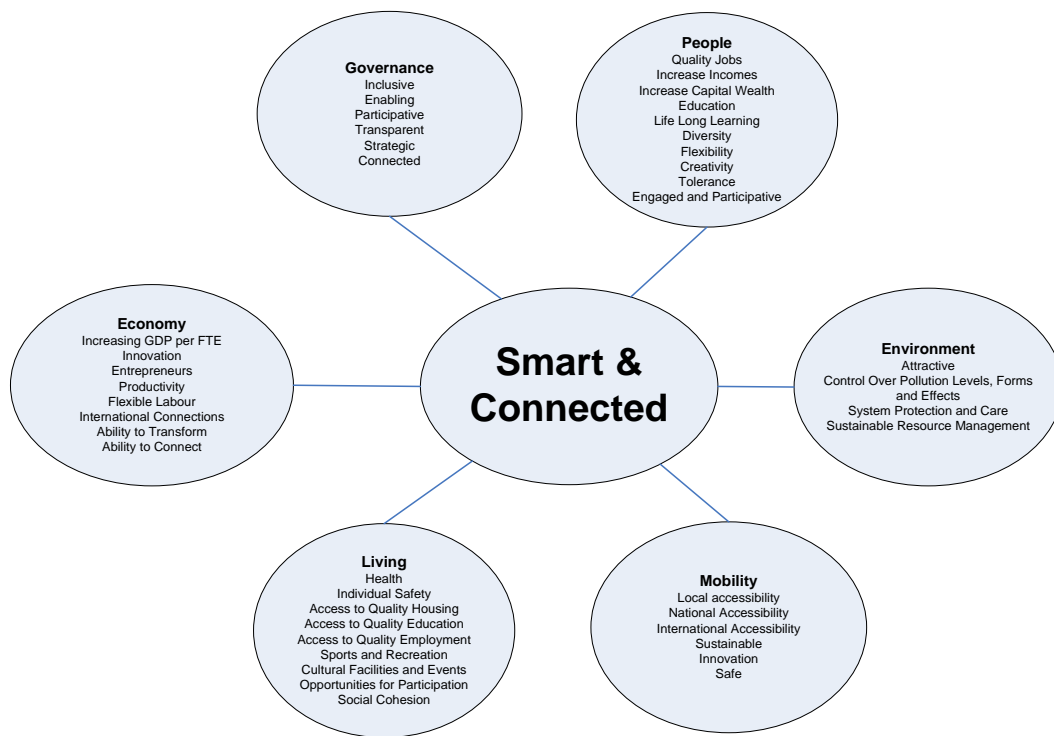 Governance
Inclusive
Enabling
Participative
Transparent
Strategic
Connected
People
Quality Jobs
Increase Incomes
Increase Capital Wealth
Education
Life Long Learning
Diversity
Flexibility
Creativity
Tolerance
Engaged and Participative
Economy
Increasing GDP per FTE
Innovation
Entrepreneurs
Productivity
Flexible Labour
International Connections
Ability to Transform
Ability to Connect
Smart &
Connected
Environment
Attractive
Control Over Pollution Levels, Forms
and Effects
System Protection and Care
Sustainable Resource Management
Living
Health
Individual Safety
Access to Quality Housing
Access to Quality Education
Access to Quality Employment
Sports and Recreation
Cultural Facilities and Events
Opportunities for Participation
Social Cohesion
Mobility
Local accessibility
National Accessibility
International Accessibility
Sustainable
Innovation
Safe